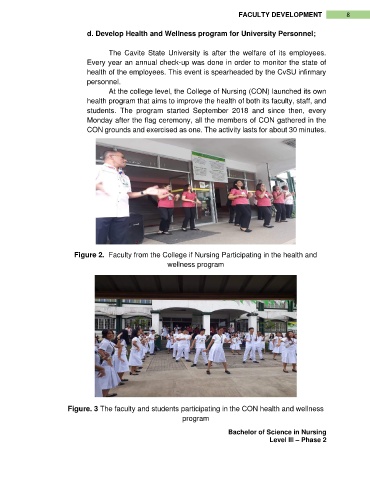 FACULTY DEVELOPMENT 8
d. Develop Health and Wellness program for University Personnel;
The Cavite State University is after the welfare of its employees.
Every year an annual check-up was done in order to monitor the state of
health of the employees. This event is spearheaded by the CvSU infirmary
personnel.
At the college level, the College of Nursing (CON) launched its own
health program that aims to improve the health of both its faculty, staff, and
students. The program started September 2018 and since then, every
Monday after the flag ceremony, all the members of CON gathered in the
CON grounds and exercised as one. The activity lasts for about 30 minutes.
Figure 2. Faculty from the College if Nursing Participating in the health and
wellness program
Figure. 3 The faculty and students participating in the CON health and wellness
program
Bachelor of Science in Nursing
Level III – Phase 2